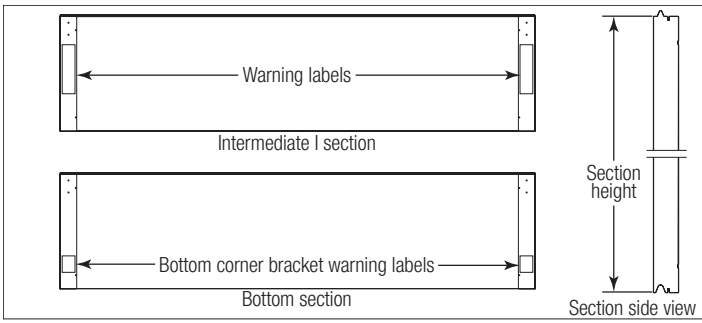 Warning labels
Intermediate I section
Section
height
Bottom corner bracket warning labels
Bottom section
Section side view